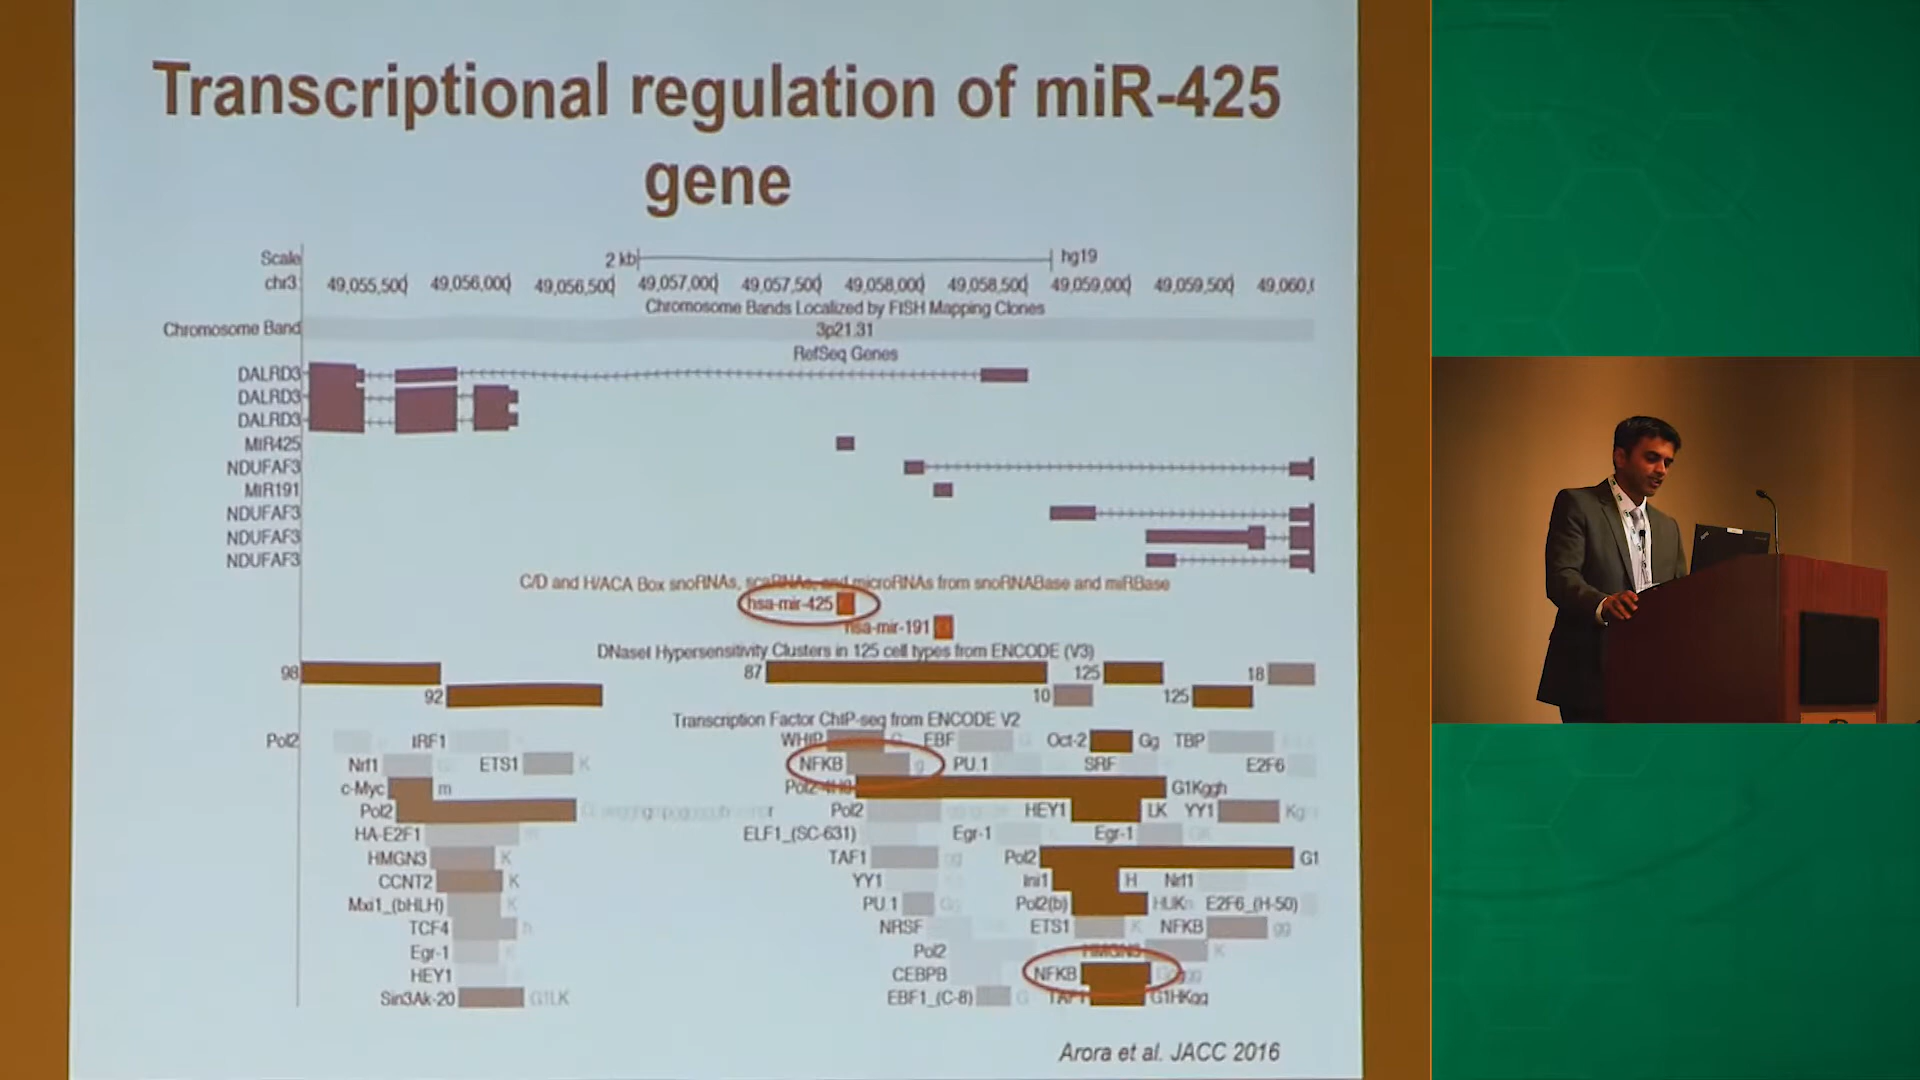 Transcriptional regulation of miR-425
gene
Scale 2 kb hg19
chr3: 49,055,500 49,056,000 49,056,500 49,057,000 49,057,500 49,058,000 49,058,500 49,059,000 49,059,500
Chromosome Bands Localized by FISH Mapping Clones
Chromosome Band 3p21.31
RefSeq Genes
DALRD3
DALRD3
DALRD3
MIR425
NDUFAF3
MIR191
NDUFAF3
NDUFAF3
NDUFAF3
C/D and H/ACA Box snoRNAs, scaRNAs, and microRNAs from snoRNABase and miRBase
hsa-mir-425
hsa-mir-191
DNaseI Hypersensitivity Clusters in 125 cell types from ENCODE (V3)
98 87 125 18
92 10 125
Transcription Factor ChIP-seq from ENCODE V2
Pol2 IRF1 WHIP EBF Oct-2 Gg TBP
Nrf1 ETS1 K NFKB g PU.1 SRF E2F6
c-Myc m Pol2-4H8 G1Kggh
Pol2 Pol2 HEY1 LK YY1 Kg
HA-E2F1 ELF1_(SC-631) Egr-1 Egr-1
HMGN3 K TAF1 gg Pol2 G1
CCNT2 K YY1 Ini1 H Nrf1
Mxi1_(bHLH) K PU.1 Gg Pol2(b) HUKn E2F6_(H-50)
TCF4 h NRSF ETS1 K NFKB gg
Egr-1 Pol2 HMGN3 K
HEY1 CEBPB NFKB
Sin3Ak-20 G1LK EBF1_(C-8) G TAF1 G1HKgg
Arora et al. JACC 2016